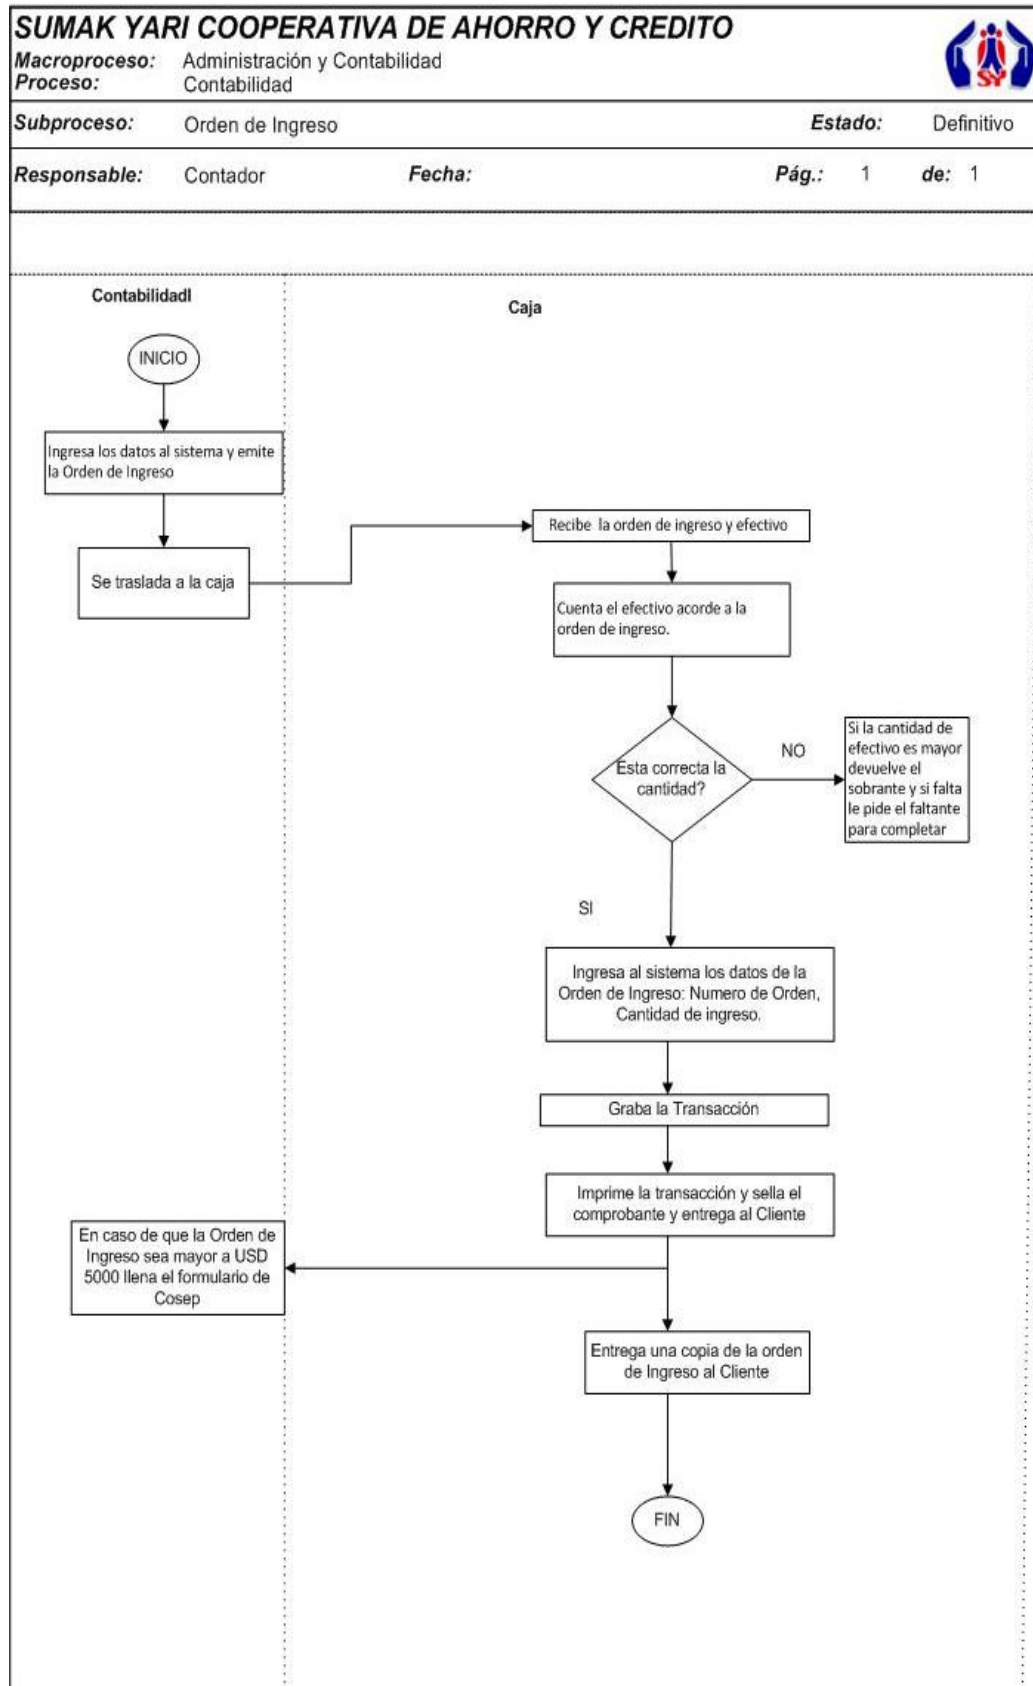 SUMAK YARI COOPERATIVA DE AHORRO Y CREDITO
Macroproceso: Administración y Contabilidad
Proceso: Contabilidad
SY
Subproceso: Orden de Ingreso Estado: Definitivo
Responsable: Contador Fecha: Pág.: 1 de: 1
Contabilidadl
Caja
INICIO
Ingresa los datos al sistema y emite
la Orden de Ingreso
Se traslada a la caja
Recibe la orden de ingreso y efectivo
Cuenta el efectivo acorde a la
orden de ingreso.
Esta correcta la
cantidad?
NO
Si la cantidad de
efectivo es mayor
devuelve el
sobrante y si falta
le pide el faltante
para completar
SI
Ingresa al sistema los datos de la
Orden de Ingreso: Numero de Orden,
Cantidad de ingreso.
Graba la Transacción
Imprime la transacción y sella el
comprobante y entrega al Cliente
En caso de que la Orden de
Ingreso sea mayor a USD
5000 llena el formulario de
Cosep
Entrega una copia de la orden
de Ingreso al Cliente
FIN